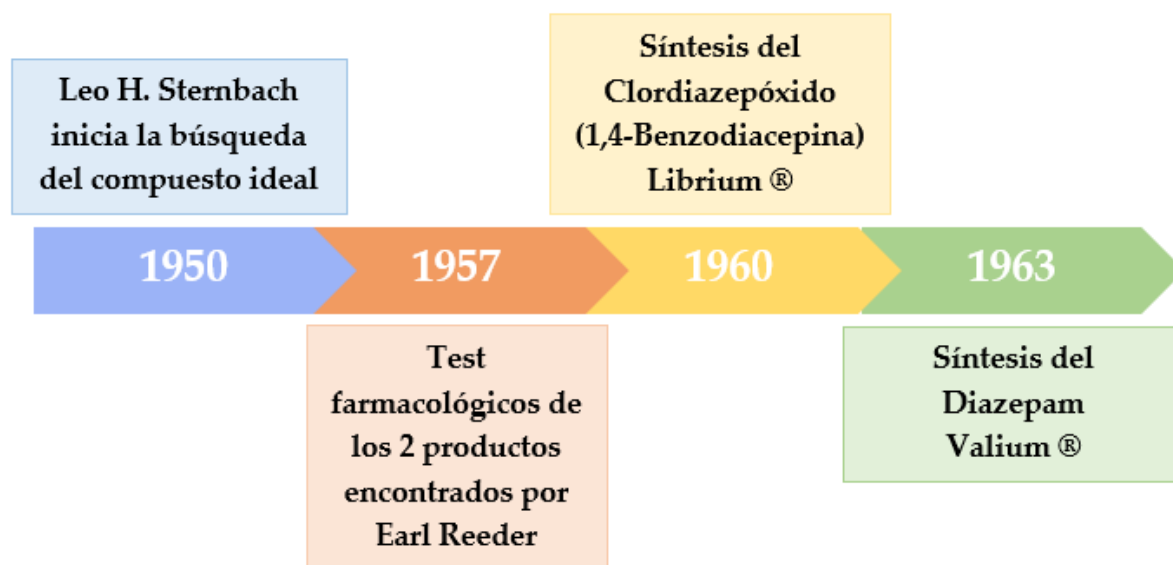 Leo H. Sternbach
inicia la búsqueda
del compuesto ideal
Síntesis del
Clordiazepóxido
(1,4-Benzodiacepina)
Librium ®
1950
1957
1960
1963
Test
farmacológicos de
los 2 productos
encontrados por
Earl Reeder
Síntesis del
Diazepam
Valium ®